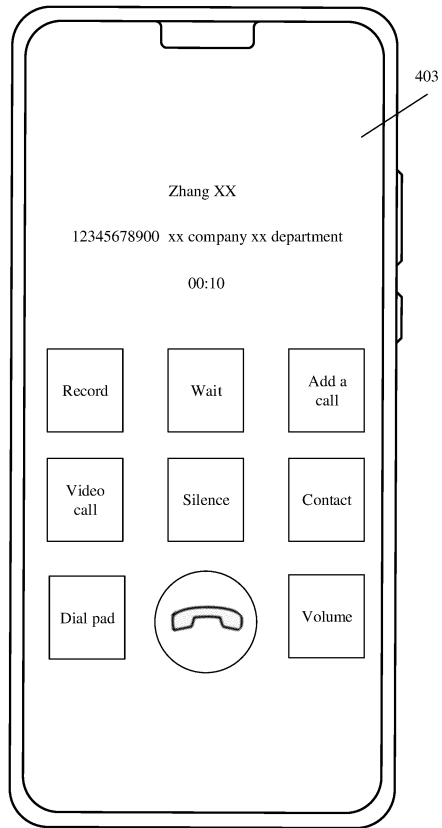 403
Zhang XX
12345678900 xx company xx department
00:10
Record
Wait
Add a
call
Video
call
Silence
Contact
Dial pad
Volume